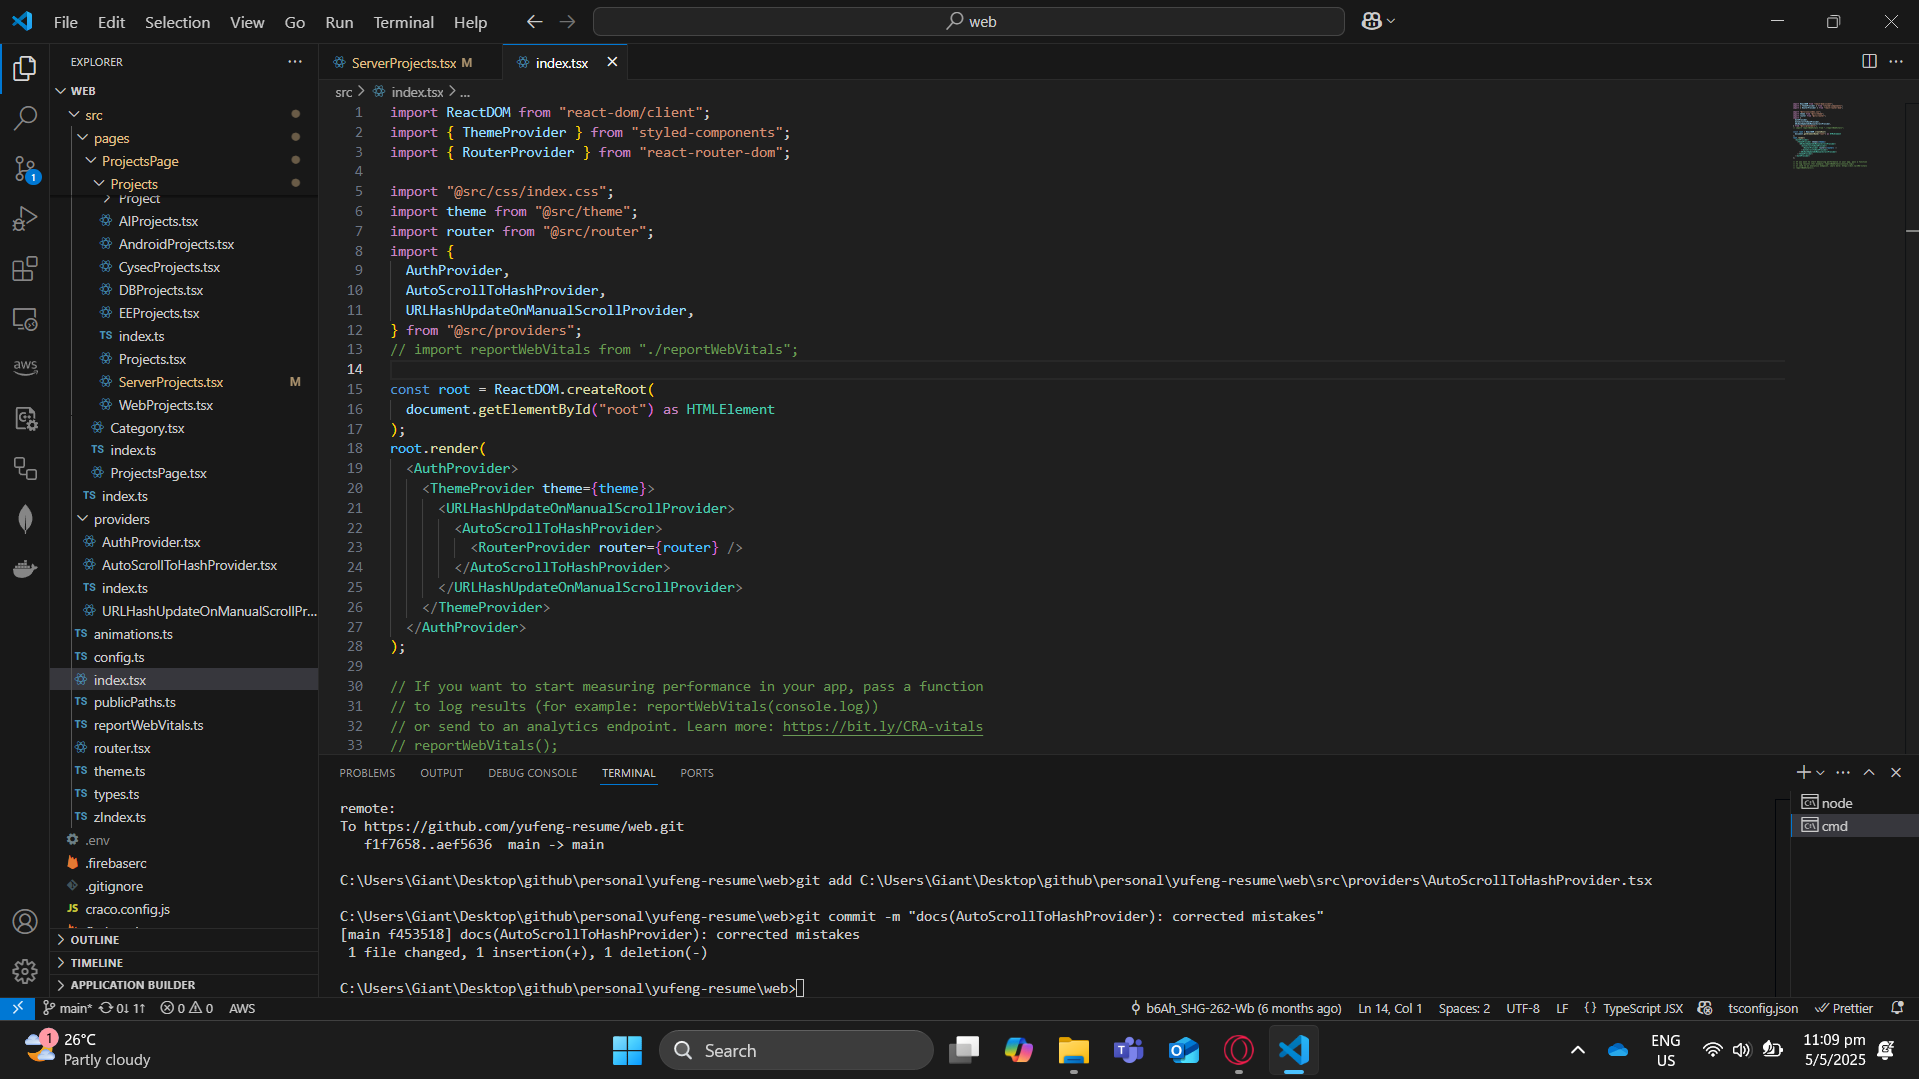 File Edit Selection View Go Run Terminal Help
web
EXPLORER
WEB
src
pages
ProjectsPage
Projects
Project
AIProjects.tsx
AndroidProjects.tsx
CysecProjects.tsx
DBProjects.tsx
EEProjects.tsx
TS index.ts
Projects.tsx
ServerProjects.tsx M
WebProjects.tsx
Category.tsx
TS index.ts
ProjectsPage.tsx
TS index.ts
providers
AuthProvider.tsx
AutoScrollToHashProvider.tsx
TS index.ts
URLHashUpdateOnManualScrollPr...
TS animations.ts
TS config.ts
index.tsx
TS publicPaths.ts
TS reportWebVitals.ts
router.tsx
TS theme.ts
TS types.ts
TS zIndex.ts
.env
.firebaserc
.gitignore
JS craco.config.js
OUTLINE
TIMELINE
APPLICATION BUILDER
1
aws
ServerProjects.tsx M
index.tsx
src > index.tsx > ...
1 import ReactDOM from "react-dom/client";
2 import { ThemeProvider } from "styled-components";
3 import { RouterProvider } from "react-router-dom";
4
5 import "@src/css/index.css";
6 import theme from "@src/theme";
7 import router from "@src/router";
8 import {
9 AuthProvider,
10 AutoScrollToHashProvider,
11 URLHashUpdateOnManualScrollProvider,
12 } from "@src/providers";
13 // import reportWebVitals from "./reportWebVitals";
14
15 const root = ReactDOM.createRoot(
16 document.getElementById("root") as HTMLElement
17 );
18 root.render(
19 <AuthProvider>
20 <ThemeProvider theme={theme}>
21 <URLHashUpdateOnManualScrollProvider>
22 <AutoScrollToHashProvider>
23 <RouterProvider router={router} />
24 </AutoScrollToHashProvider>
25 </URLHashUpdateOnManualScrollProvider>
26 </ThemeProvider>
27 </AuthProvider>
28 );
29
30 // If you want to start measuring performance in your app, pass a function
31 // to log results (for example: reportWebVitals(console.log))
32 // or send to an analytics endpoint. Learn more: https://bit.ly/CRA-vitals
33 // reportWebVitals();
PROBLEMS OUTPUT DEBUG CONSOLE TERMINAL PORTS
remote:
To https://github.com/yufeng-resume/web.git
f1f7658..aef5636 main -> main
C:\Users\Giant\Desktop\github\personal\yufeng-resume\web>git add C:\Users\Giant\Desktop\github\personal\yufeng-resume\web\src\providers\AutoScrollToHashProvider.tsx
C:\Users\Giant\Desktop\github\personal\yufeng-resume\web>git commit -m "docs(AutoScrollToHashProvider): corrected mistakes"
[main f453518] docs(AutoScrollToHashProvider): corrected mistakes
1 file changed, 1 insertion(+), 1 deletion(-)
C:\Users\Giant\Desktop\github\personal\yufeng-resume\web>
node
cmd
main* 0↓ 1↑ 0 0 AWS
b6Ah_SHG-262-Wb (6 months ago) Ln 14, Col 1 Spaces: 2 UTF-8 LF {} TypeScript JSX tsconfig.json Prettier
1
26°C
Partly cloudy
Search
ENG
US
11:09 pm
5/5/2025